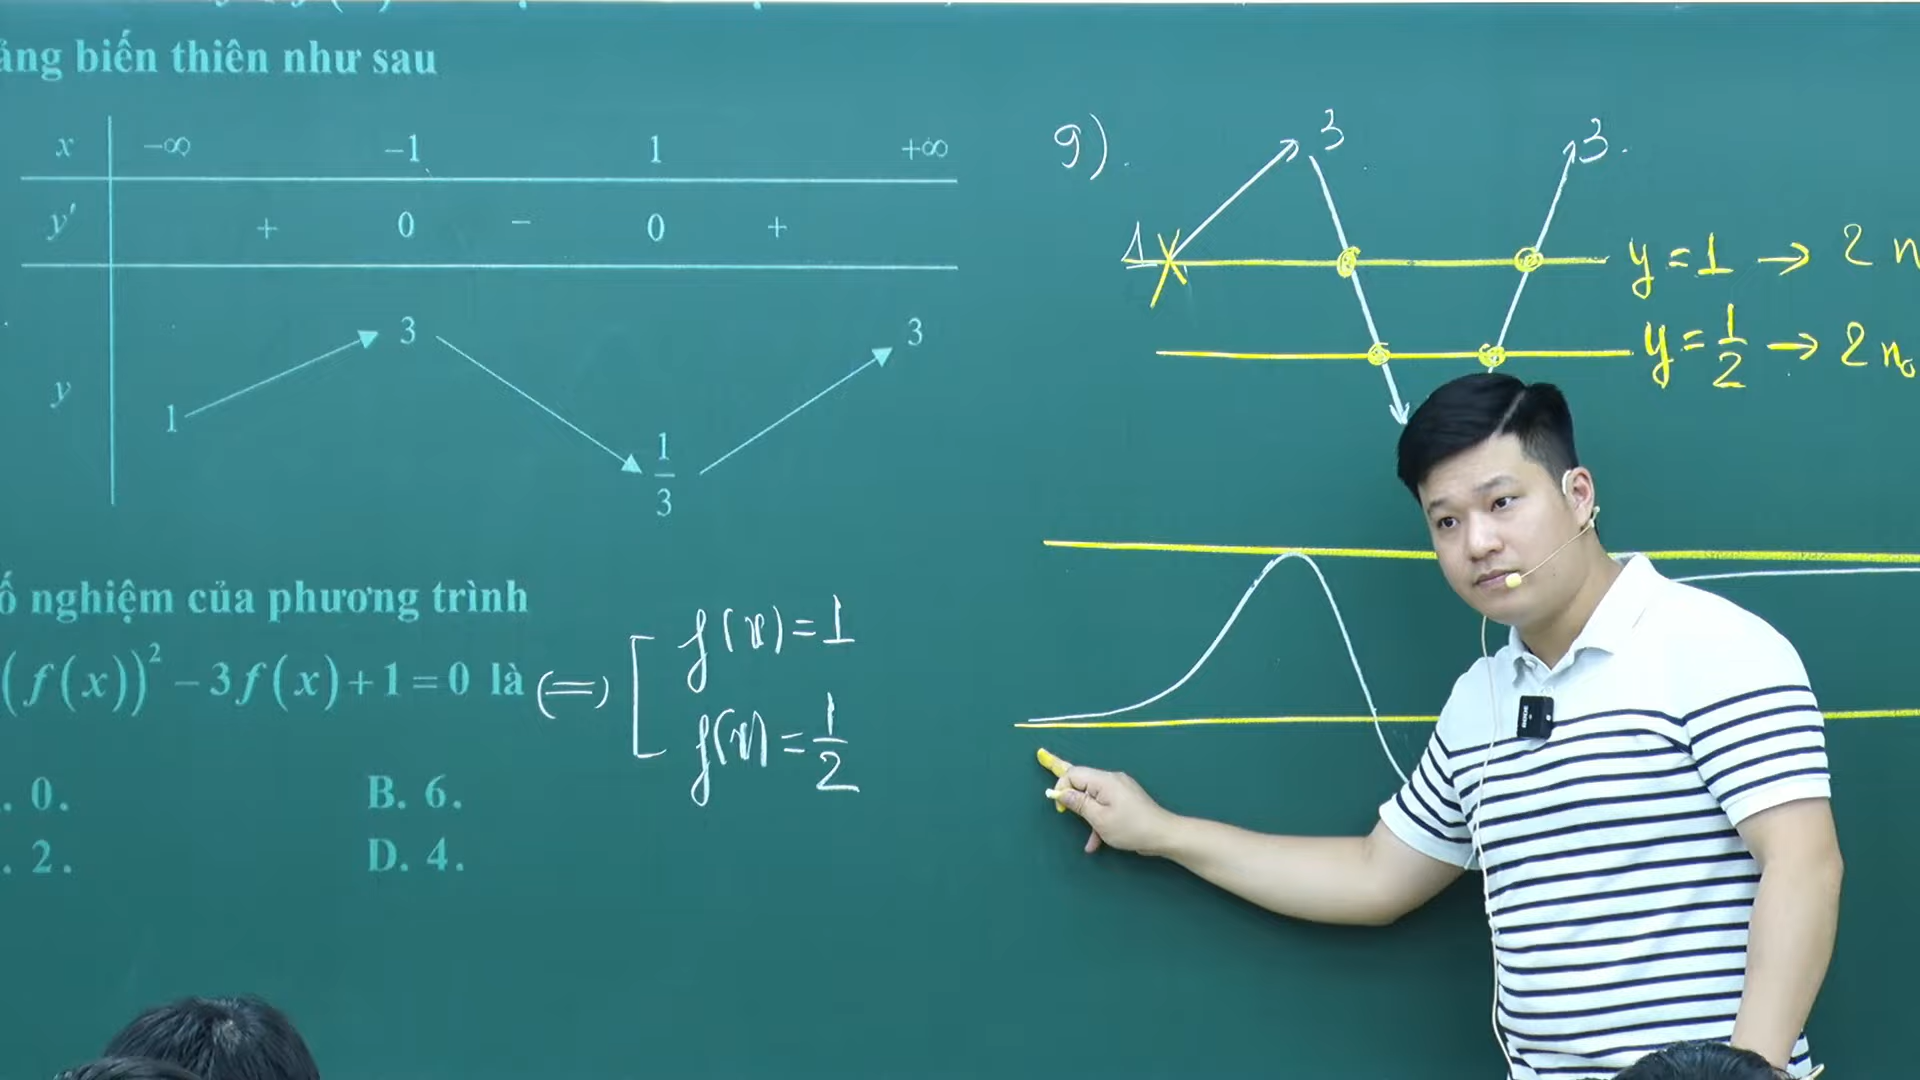 ảng biến thiên như sau
x −∞ −1 1 +∞
y′ + 0 − 0 +
y 1 3 1/3 3
ố nghiệm của phương trình
(f(x))² − 3f(x) + 1 = 0 là (=) [ f(x) = 1
f(x) = 1/2
. 0. B. 6.
. 2. D. 4.
9). 3 3.
1 y = 1 → 2 n
y = 1/2 → 2 no